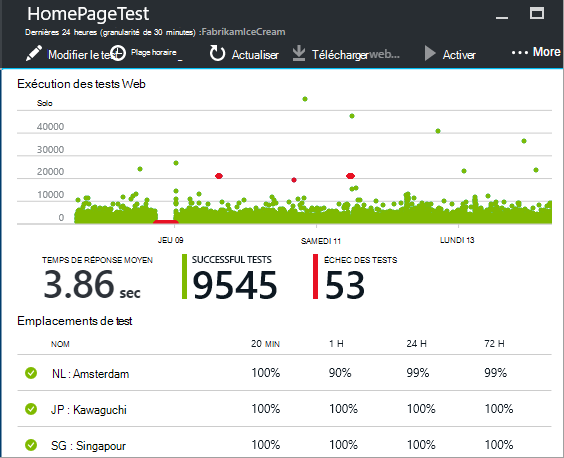 HomePageTest
Dernières 24 heures (granularité de 30 minutes) :FabrikamIceCream
Modifier le test Plage horaire Actualiser Téléchargerweb... Activer ••• More
Exécution des tests Web
Solo
40000
30000
20000
10000
0
JEU 09 SAMEDI 11 LUNDI 13
TEMPS DE RÉPONSE MOYEN SUCCESSFUL TESTS ÉCHEC DES TESTS
3.86 sec 9545 53
Emplacements de test
NOM 20 MIN 1 H 24 H 72 H
NL : Amsterdam 100% 90% 99% 99%
JP : Kawaguchi 100% 100% 100% 100%
SG : Singapour 100% 100% 100% 100%